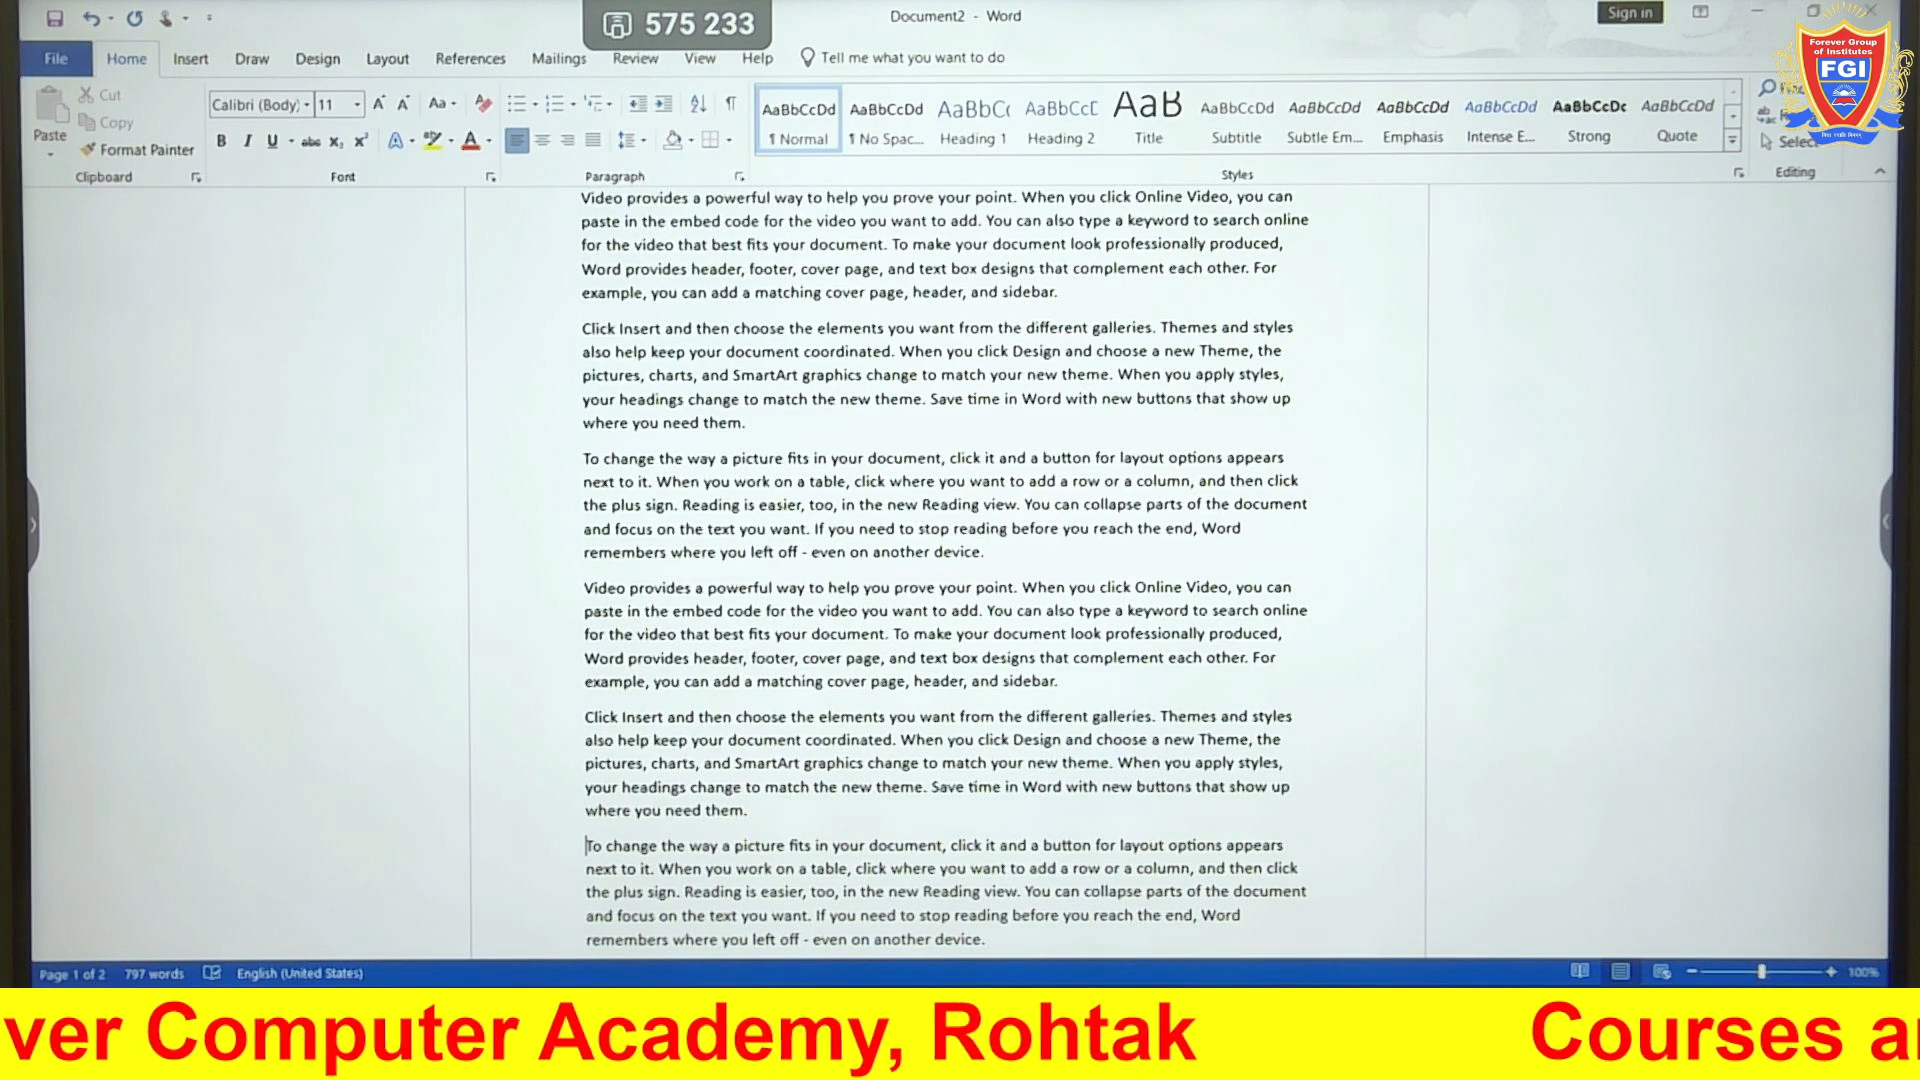 575 233
Document2 - Word
Sign in
File Home Insert Draw Design Layout References Mailings Review View Help Tell me what you want to do
Forever Group
of Institutes
FGI
Paste
Cut
Copy
Format Painter
Clipboard
Calibri (Body) 11
Font
Paragraph
AaBbCcDd AaBbCcDd AaBbC AaBbCcD AaB AaBbCcDd AaBbCcDd AaBbCcDd AaBbCcDd AaBbCcDc AaBbCcDd
¶ Normal ¶ No Spac... Heading 1 Heading 2 Title Subtitle Subtle Em... Emphasis Intense E... Strong Quote
Styles
Select
Editing
Video provides a powerful way to help you prove your point. When you click Online Video, you can
paste in the embed code for the video you want to add. You can also type a keyword to search online
for the video that best fits your document. To make your document look professionally produced,
Word provides header, footer, cover page, and text box designs that complement each other. For
example, you can add a matching cover page, header, and sidebar.
Click Insert and then choose the elements you want from the different galleries. Themes and styles
also help keep your document coordinated. When you click Design and choose a new Theme, the
pictures, charts, and SmartArt graphics change to match your new theme. When you apply styles,
your headings change to match the new theme. Save time in Word with new buttons that show up
where you need them.
To change the way a picture fits in your document, click it and a button for layout options appears
next to it. When you work on a table, click where you want to add a row or a column, and then click
the plus sign. Reading is easier, too, in the new Reading view. You can collapse parts of the document
and focus on the text you want. If you need to stop reading before you reach the end, Word
remembers where you left off - even on another device.
Video provides a powerful way to help you prove your point. When you click Online Video, you can
paste in the embed code for the video you want to add. You can also type a keyword to search online
for the video that best fits your document. To make your document look professionally produced,
Word provides header, footer, cover page, and text box designs that complement each other. For
example, you can add a matching cover page, header, and sidebar.
Click Insert and then choose the elements you want from the different galleries. Themes and styles
also help keep your document coordinated. When you click Design and choose a new Theme, the
pictures, charts, and SmartArt graphics change to match your new theme. When you apply styles,
your headings change to match the new theme. Save time in Word with new buttons that show up
where you need them.
To change the way a picture fits in your document, click it and a button for layout options appears
next to it. When you work on a table, click where you want to add a row or a column, and then click
the plus sign. Reading is easier, too, in the new Reading view. You can collapse parts of the document
and focus on the text you want. If you need to stop reading before you reach the end, Word
remembers where you left off - even on another device.
Page 1 of 2 797 words English (United States) 100%
ver Computer Academy, Rohtak Courses a